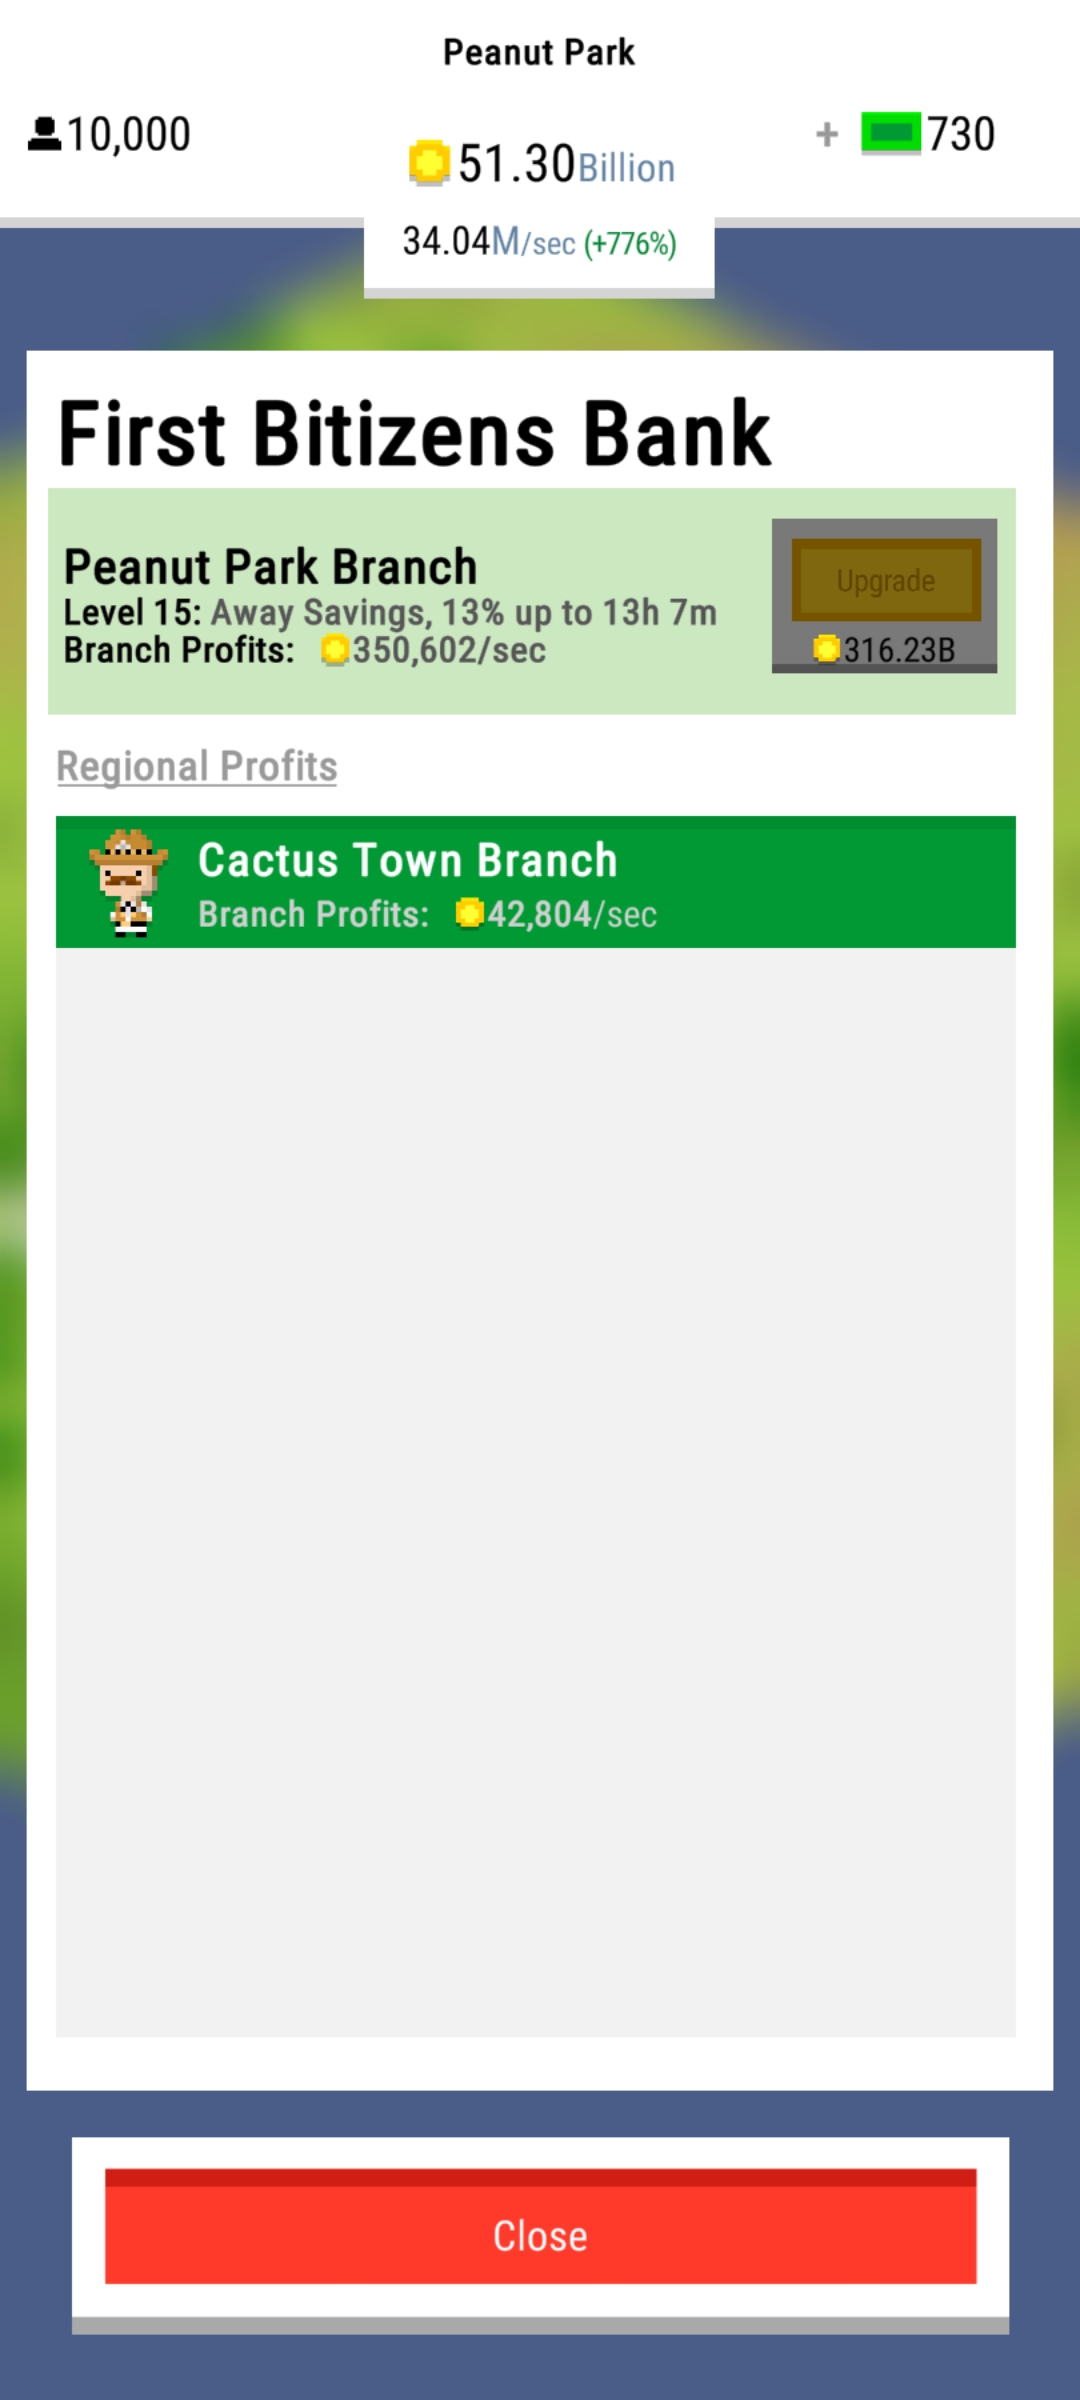 Peanut Park
10,000
51.30Billion
+ 730
34.04M/sec (+776%)
First Bitizens Bank
Peanut Park Branch
Level 15: Away Savings, 13% up to 13h 7m
Branch Profits: 350,602/sec
Upgrade
316.23B
Regional Profits
Cactus Town Branch
Branch Profits: 42,804/sec
Close